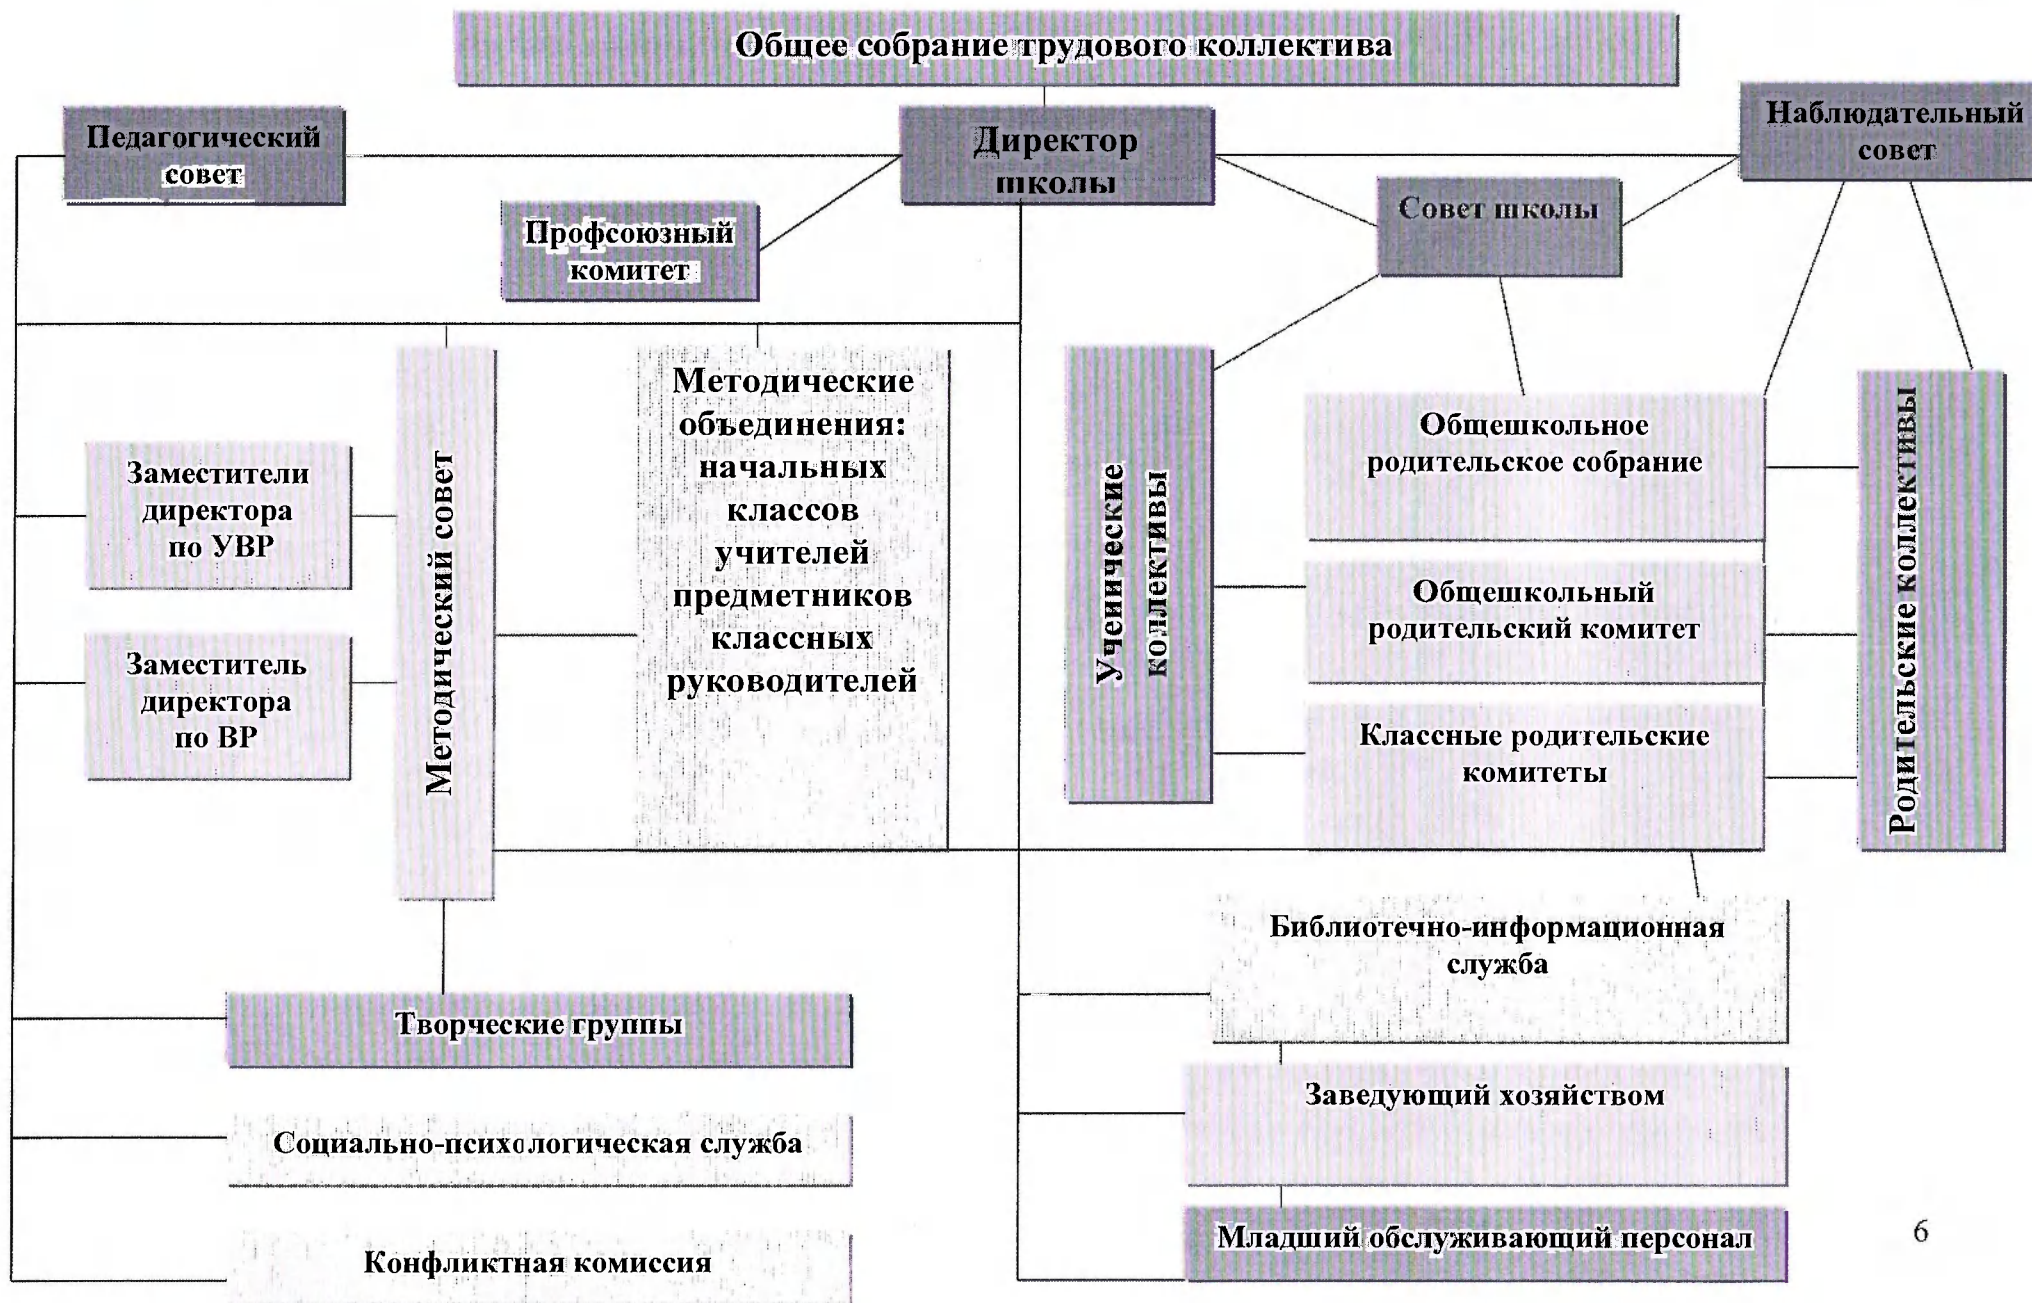 Общее собрание трудового коллектива
Педагогический
совет
Директор
школы
Наблюдательный
совет
Профсоюзный
комитет
Совет школы
Заместители
директора
по УВР
Заместитель
директора
по ВР
Методический совет
Методические
объединения:
начальных
классов
учителей
предметников
классных
руководителей
Ученические
коллективы
Общешкольное
родительское собрание
Общешкольный
родительский комитет
Классные родительские
комитеты
Родительские коллективы
Творческие группы
Социально-психологическая служба
Конфликтная комиссия
Библиотечно-информационная
служба
Заведующий хозяйством
Младший обслуживающий персонал
6